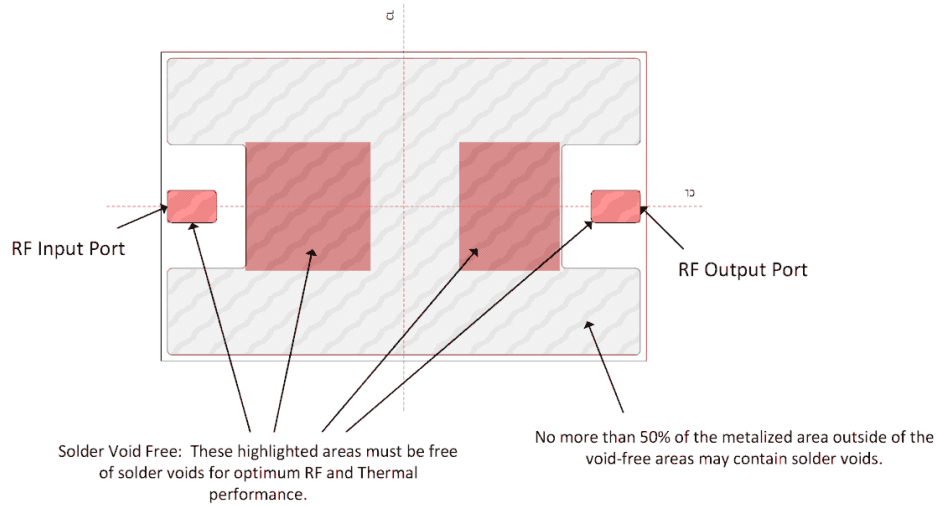 CL
CL
RF Input Port
RF Output Port
Solder Void Free:  These highlighted areas must be free
of solder voids for optimum RF and Thermal
performance.
No more than 50% of the metalized area outside of the
void-free areas may contain solder voids.